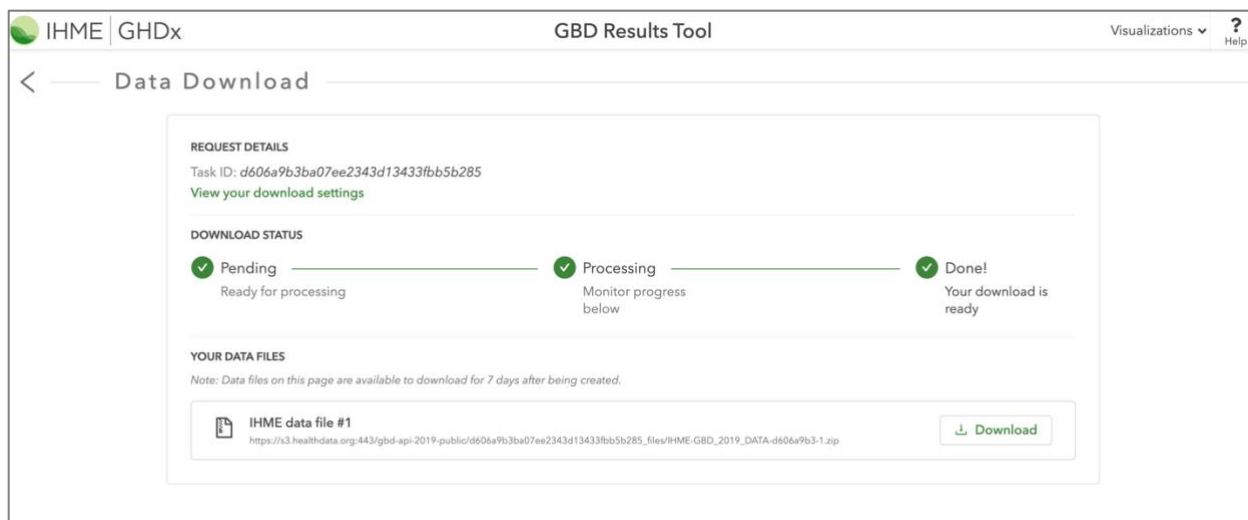 IHME | GHDx
GBD Results Tool
Visualizations
?
Help
Data Download
REQUEST DETAILS
Task ID: d606a9b3ba07ee2343d13433fbb5b285
View your download settings
DOWNLOAD STATUS
Pending
Ready for processing
Processing
Monitor progress
below
Done!
Your download is
ready
YOUR DATA FILES
Note: Data files on this page are available to download for 7 days after being created.
IHME data file #1
https://s3.healthdata.org:443/gbd-api-2019-public/d606a9b3ba07ee2343d13433fbb5b285_files/IHME-GBD_2019_DATA-d606a9b3-1.zip
Download